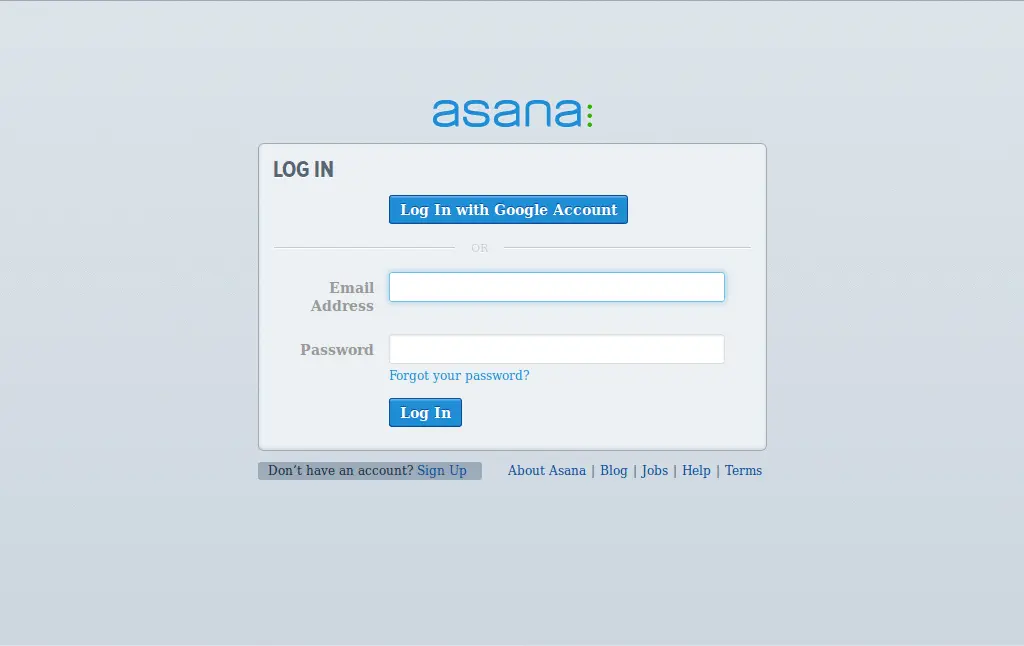 asana
LOG IN
Log In with Google Account
OR
Email
Address
Password
Forgot your password?
Log In
Don’t have an account? Sign Up
About Asana | Blog | Jobs | Help | Terms